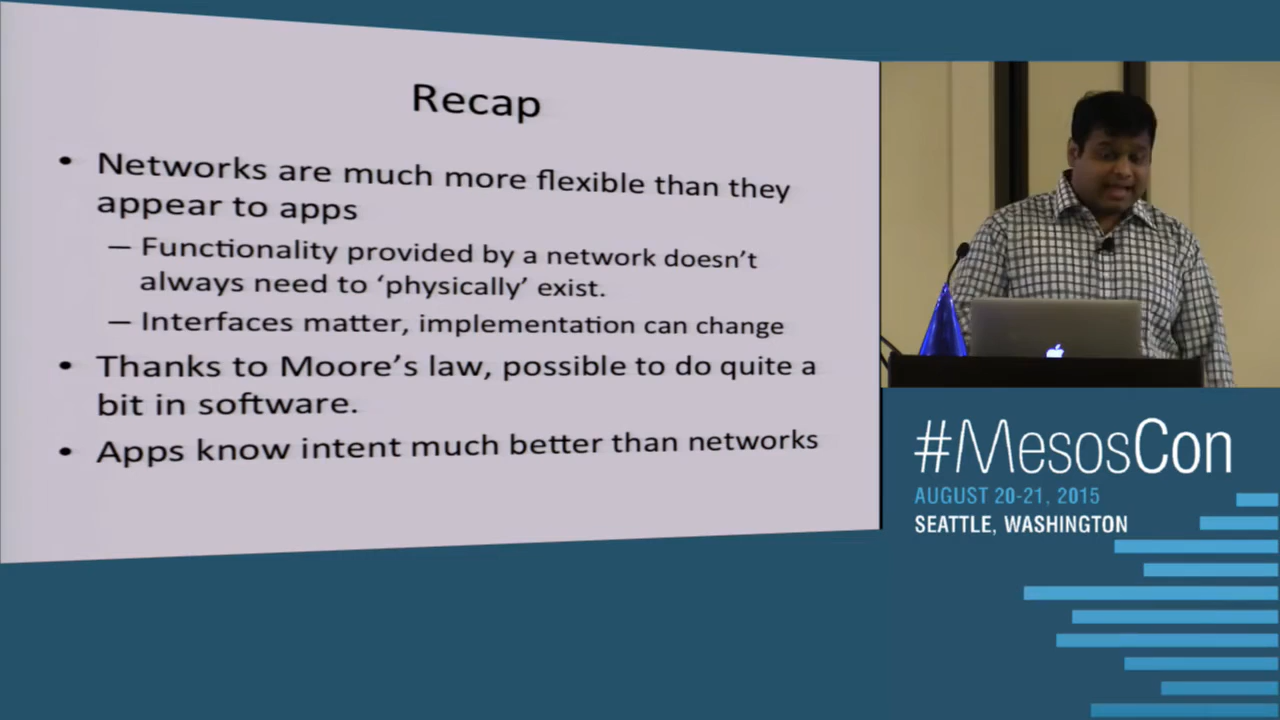 Recap
• Networks are much more flexible than they
appear to apps
– Functionality provided by a network doesn't
always need to 'physically' exist.
– Interfaces matter, implementation can change
• Thanks to Moore's law, possible to do quite a
bit in software.
• Apps know intent much better than networks
#MesosCon
AUGUST 20-21, 2015
SEATTLE, WASHINGTON